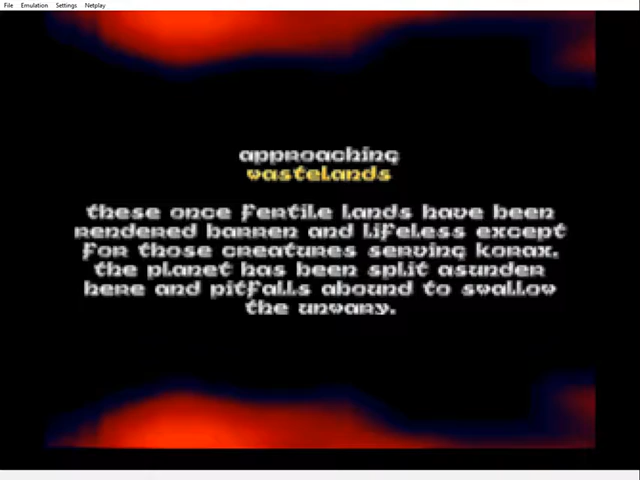 File Emulation Settings Netplay
approaching
wastelands
these once fertile lands have been
rendered barren and lifeless except
for those creatures serving korax.
the planet has been split asunder
here and pitfalls abound to swallow
the unwary.